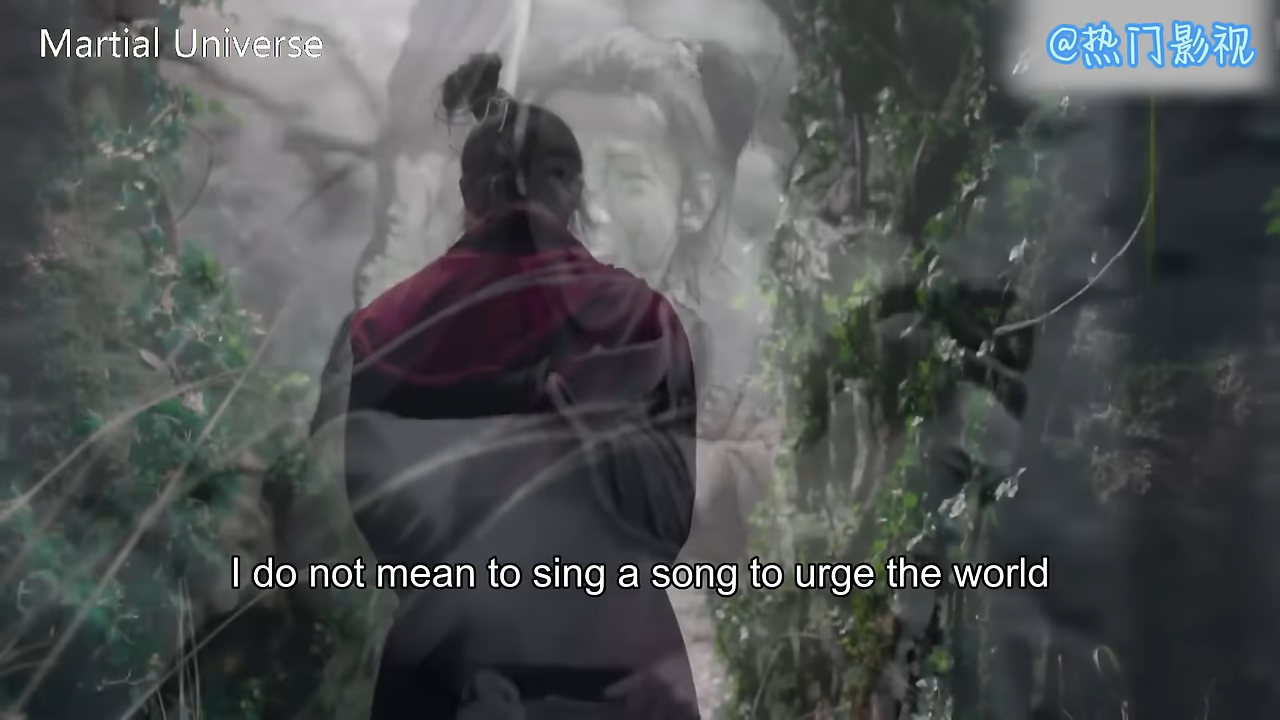 Martial Universe
@热门影视
I do not mean to sing a song to urge the world